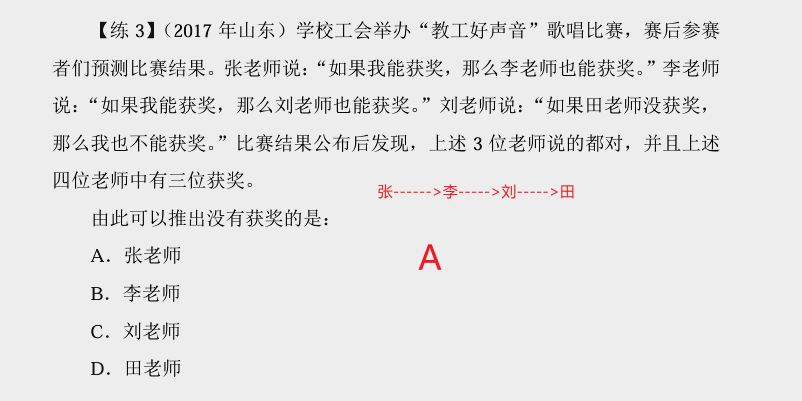 【练 3】（2017 年山东）学校工会举办“教工好声音”歌唱比赛，赛后参赛
者们预测比赛结果。张老师说：“如果我能获奖，那么李老师也能获奖。”李老师
说：“如果我能获奖，那么刘老师也能获奖。”刘老师说：“如果田老师没获奖，
那么我也不能获奖。”比赛结果公布后发现，上述 3 位老师说的都对，并且上述
四位老师中有三位获奖。
张------>李----->刘----->田
由此可以推出没有获奖的是：
A．张老师
A
B．李老师
C．刘老师
D．田老师